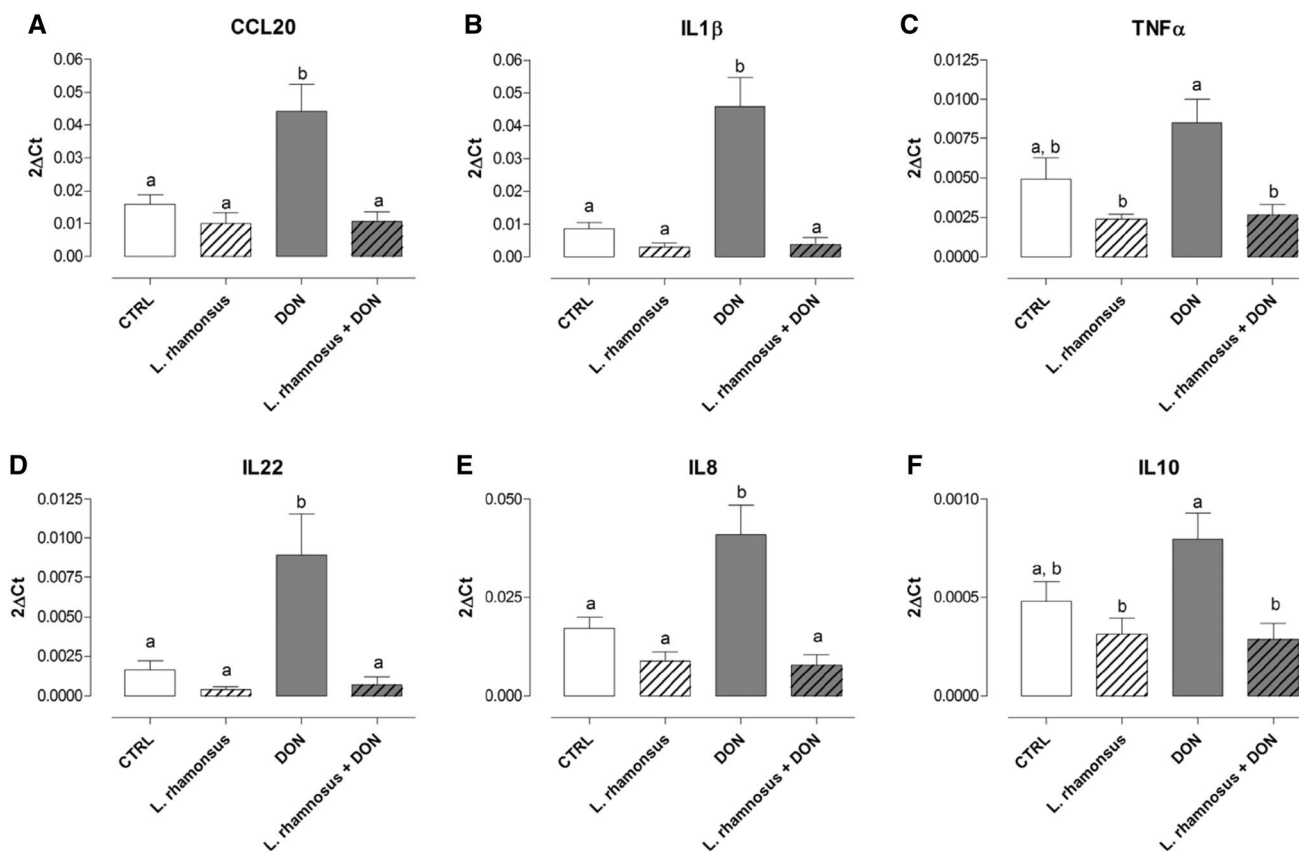 A
CCL20
2ΔCt
0.06
0.05
0.04
0.03
0.02
0.01
0.00
a
a
b
a
CTRL
L. rhamonsus
DON
L. rhamnosus + DON
B
IL1β
2ΔCt
0.06
0.05
0.04
0.03
0.02
0.01
0.00
a
a
b
a
CTRL
L. rhamonsus
DON
L. rhamnosus + DON
C
TNFα
2ΔCt
0.0125
0.0100
0.0075
0.0050
0.0025
0.0000
a, b
b
a
b
CTRL
L. rhamonsus
DON
L. rhamnosus + DON
D
IL22
2ΔCt
0.0125
0.0100
0.0075
0.0050
0.0025
0.0000
a
a
b
a
CTRL
L. rhamonsus
DON
L. rhamnosus + DON
E
IL8
2ΔCt
0.050
0.025
0.000
a
a
b
a
CTRL
L. rhamonsus
DON
L. rhamnosus + DON
F
IL10
2ΔCt
0.0010
0.0005
0.0000
a, b
b
a
b
CTRL
L. rhamonsus
DON
L. rhamnosus + DON